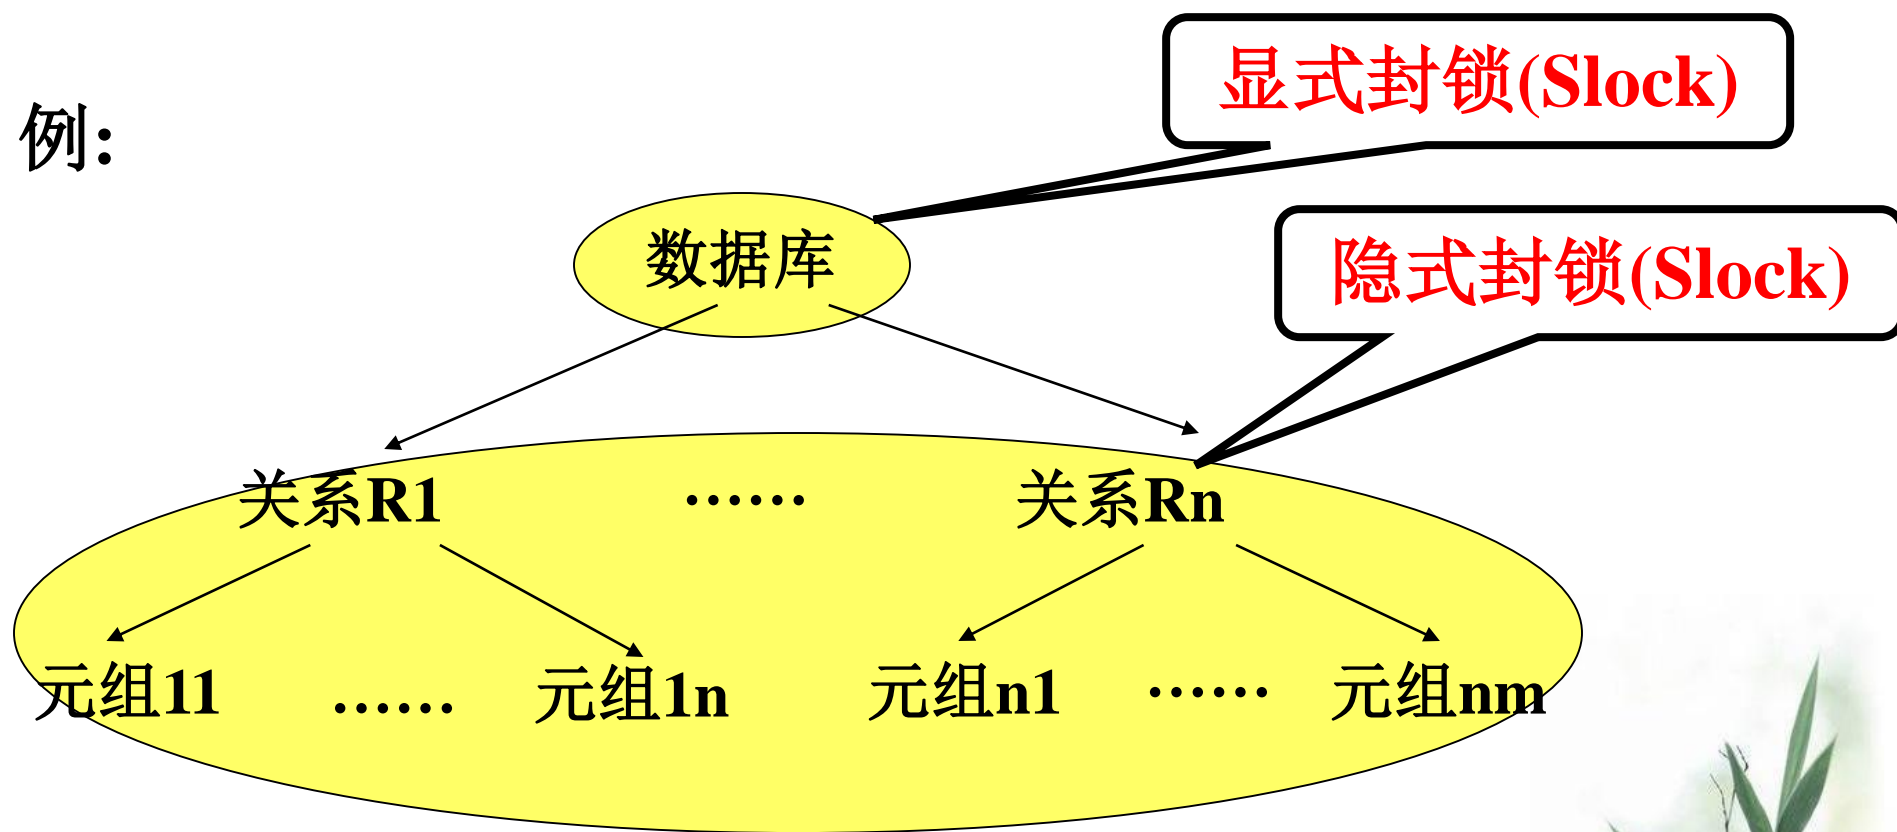 显式封锁(Slock)
例:
数据库
隐式封锁(Slock)
关系R1 …… 关系Rn
元组11 …… 元组1n 元组n1 …… 元组nm